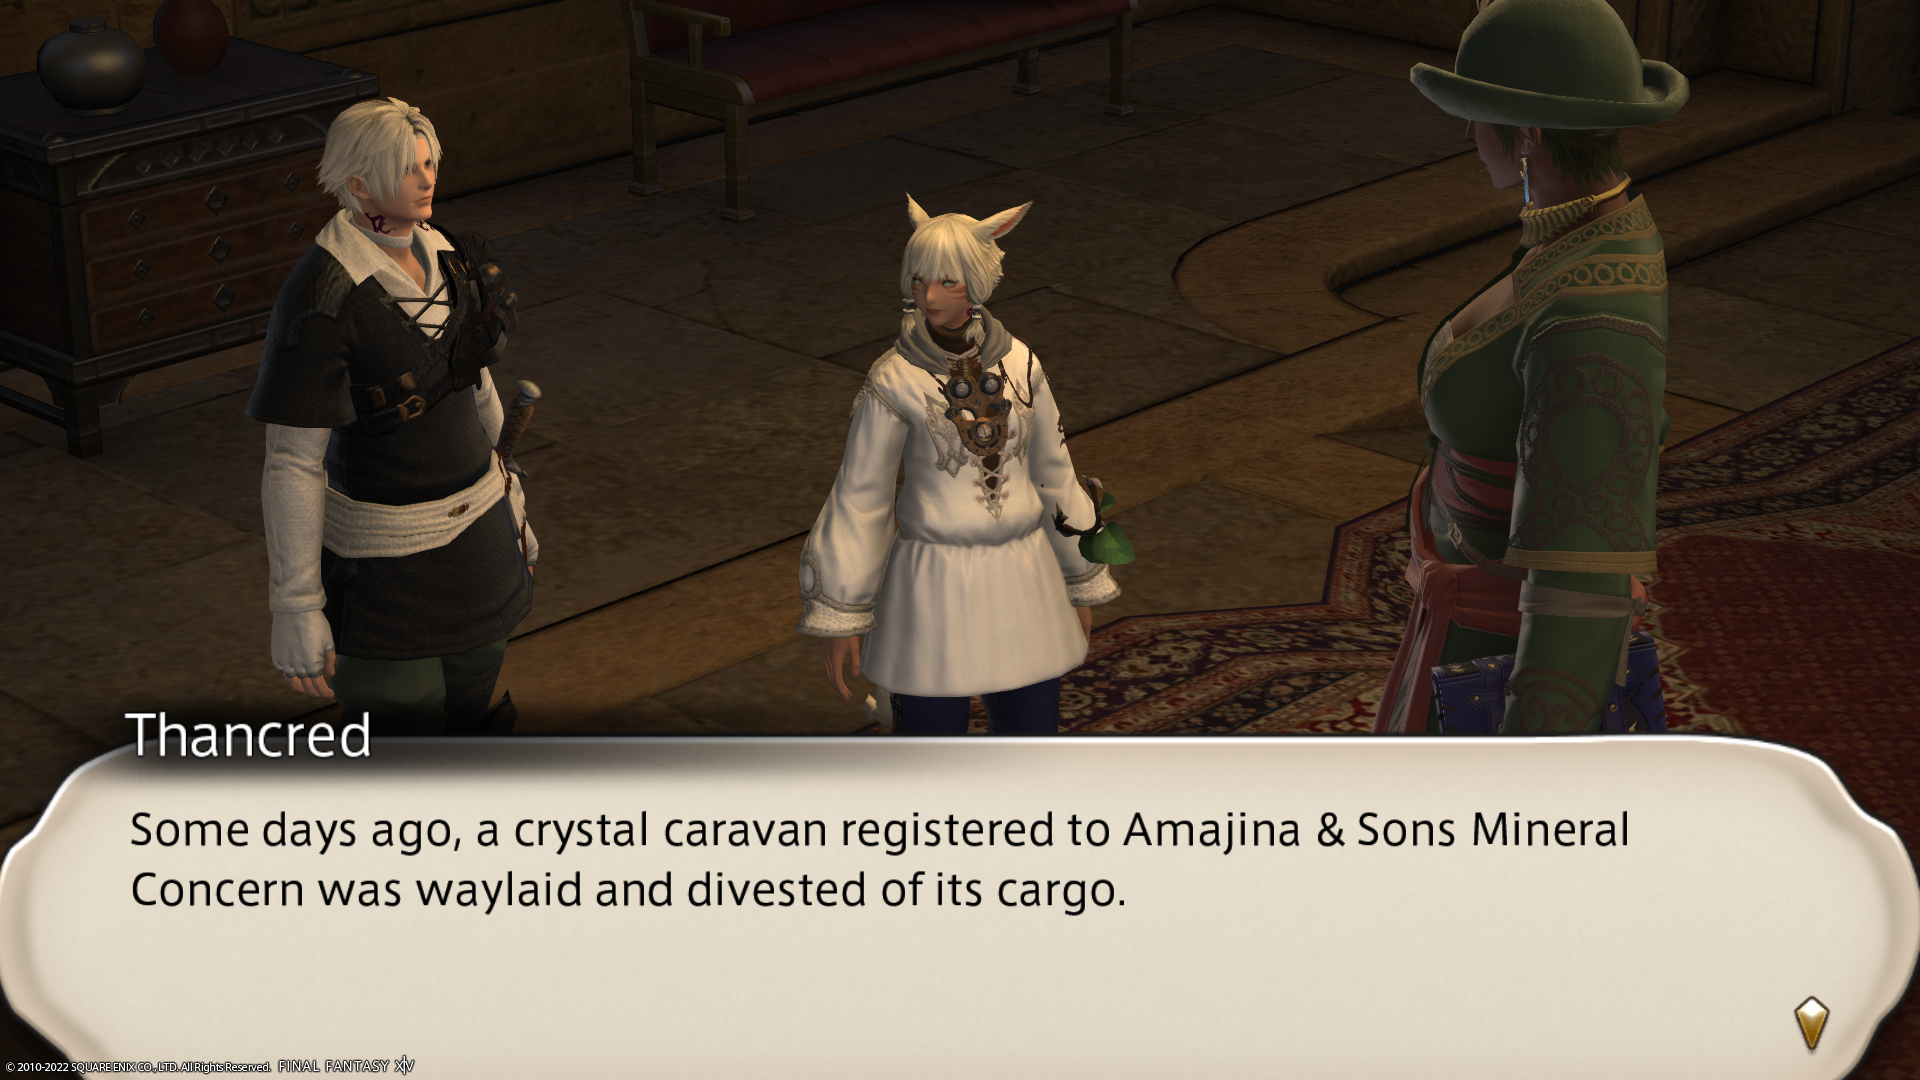 Thancred
Some days ago, a crystal caravan registered to Amajina & Sons Mineral
Concern was waylaid and divested of its cargo.
© 2010-2022 SQUARE ENIX CO., LTD. All Rights Reserved. FINAL FANTASY XIV